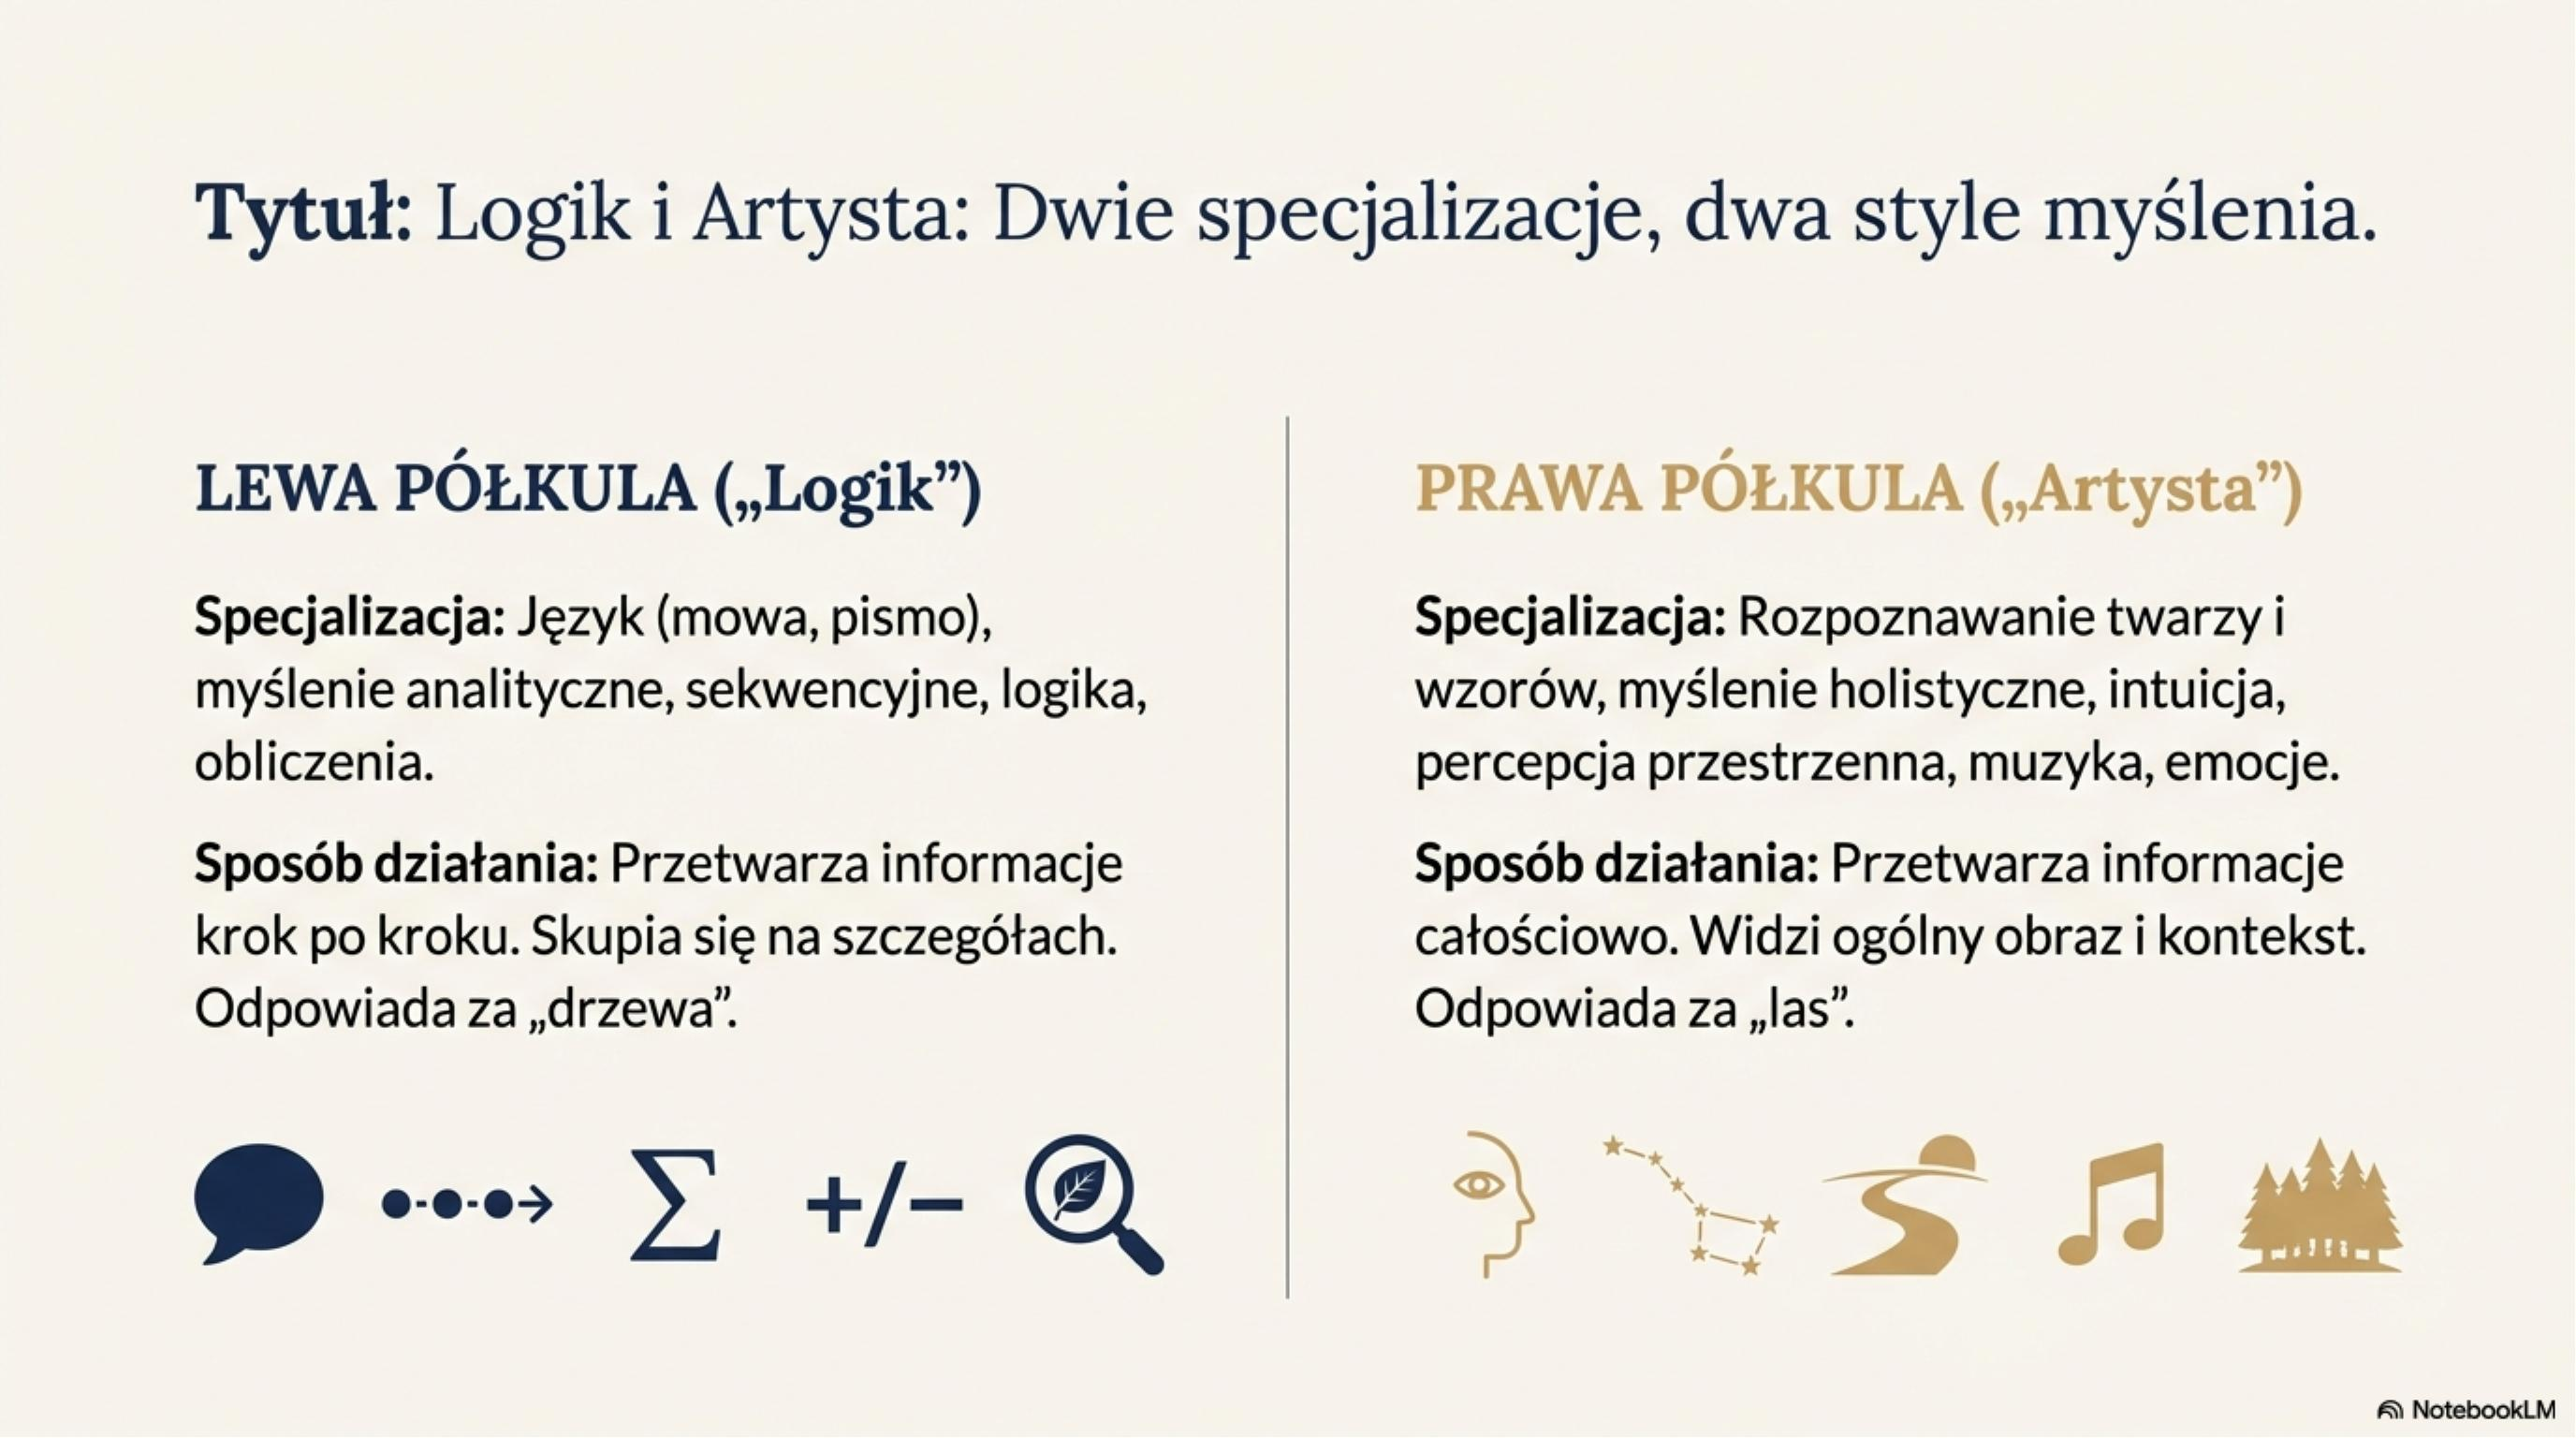 Tytuł: Logik i Artysta: Dwie specjalizacje, dwa style myślenia.
LEWA PÓŁKULA („Logik”)
Specjalizacja: Język (mowa, pismo),
myślenie analityczne, sekwencyjne, logika,
obliczenia.
Sposób działania: Przetwarza informacje
krok po kroku. Skupia się na szczegółach.
Odpowiada za „drzewa”.
∑ +/−
PRAWA PÓŁKULA („Artysta”)
Specjalizacja: Rozpoznawanie twarzy i
wzorów, myślenie holistyczne, intuicja,
percepcja przestrzenna, muzyka, emocje.
Sposób działania: Przetwarza informacje
całościowo. Widzi ogólny obraz i kontekst.
Odpowiada za „las”.
NotebookLM